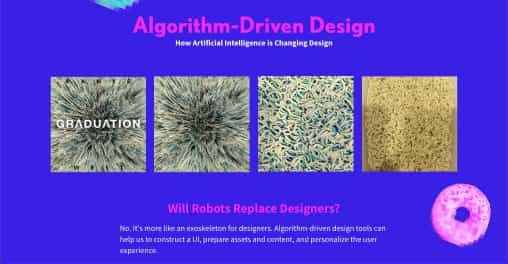 Algorithm-Driven Design
How Artificial Intelligence is Changing Design
GRADUATION
Will Robots Replace Designers?
No. It's more like an exoskeleton for designers. Algorithm-driven design tools can
help us to construct a UI, prepare assets and content, and personalize the user
experience.